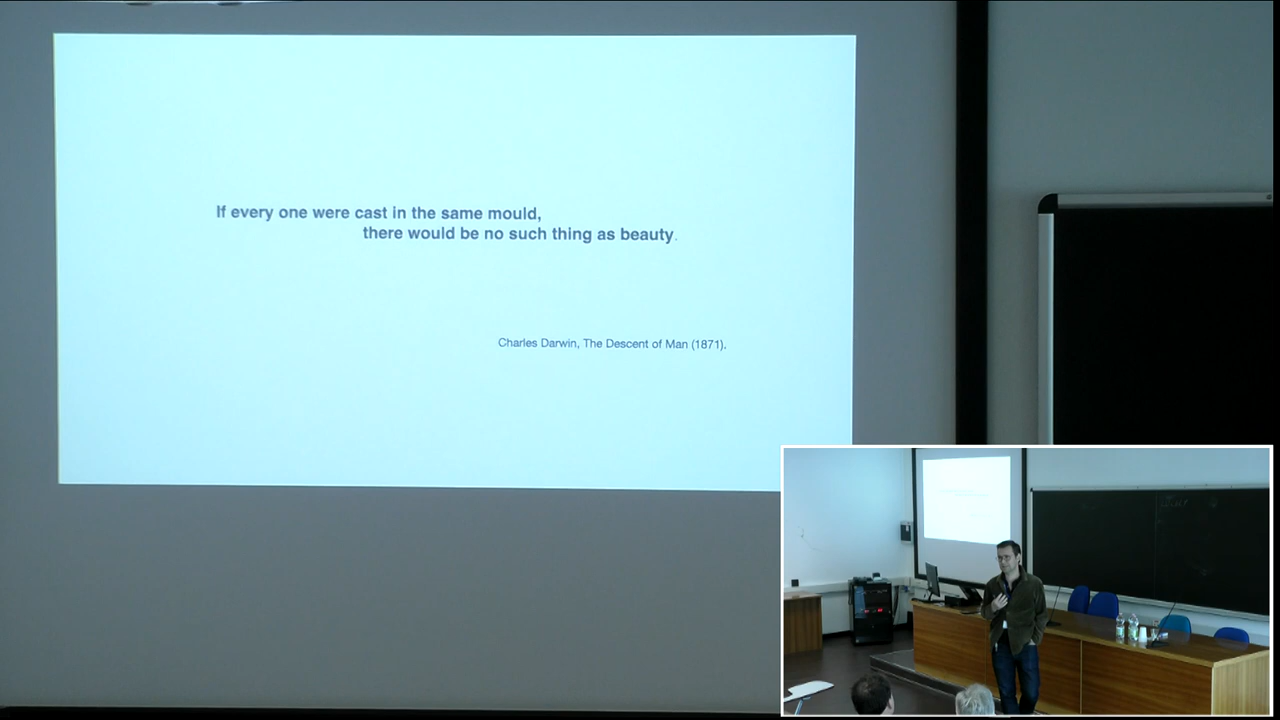 If every one were cast in the same mould,
there would be no such thing as beauty.
Charles Darwin, The Descent of Man (1871).